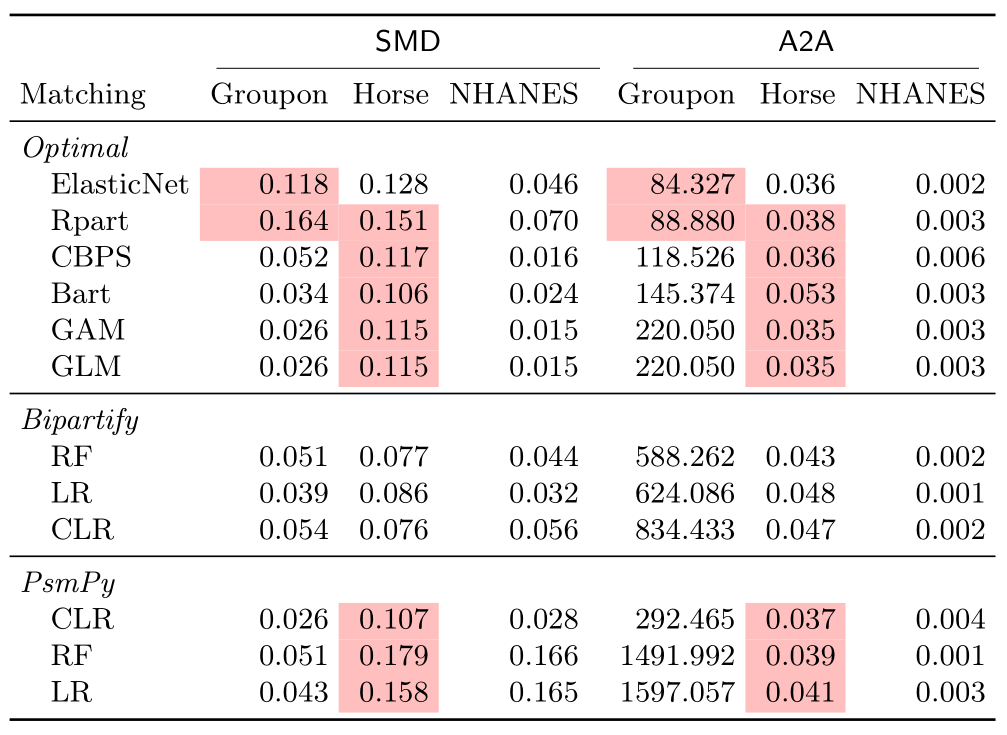 SMD A2A
Matching Groupon Horse NHANES Groupon Horse NHANES
Optimal
ElasticNet 0.118 0.128 0.046 84.327 0.036 0.002
Rpart 0.164 0.151 0.070 88.880 0.038 0.003
CBPS 0.052 0.117 0.016 118.526 0.036 0.006
Bart 0.034 0.106 0.024 145.374 0.053 0.003
GAM 0.026 0.115 0.015 220.050 0.035 0.003
GLM 0.026 0.115 0.015 220.050 0.035 0.003
Bipartify
RF 0.051 0.077 0.044 588.262 0.043 0.002
LR 0.039 0.086 0.032 624.086 0.048 0.001
CLR 0.054 0.076 0.056 834.433 0.047 0.002
PsmPy
CLR 0.026 0.107 0.028 292.465 0.037 0.004
RF 0.051 0.179 0.166 1491.992 0.039 0.001
LR 0.043 0.158 0.165 1597.057 0.041 0.003